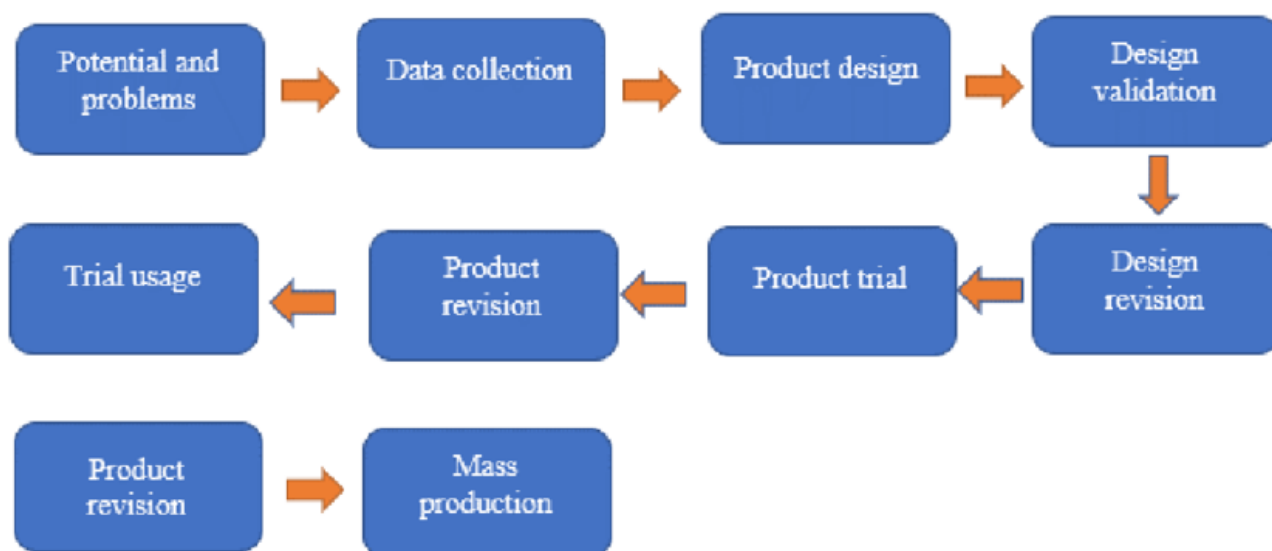 Potential and
problems
Data collection
Product design
Design
validation
Design
revision
Product trial
Product
revision
Trial usage
Product
revision
Mass
production